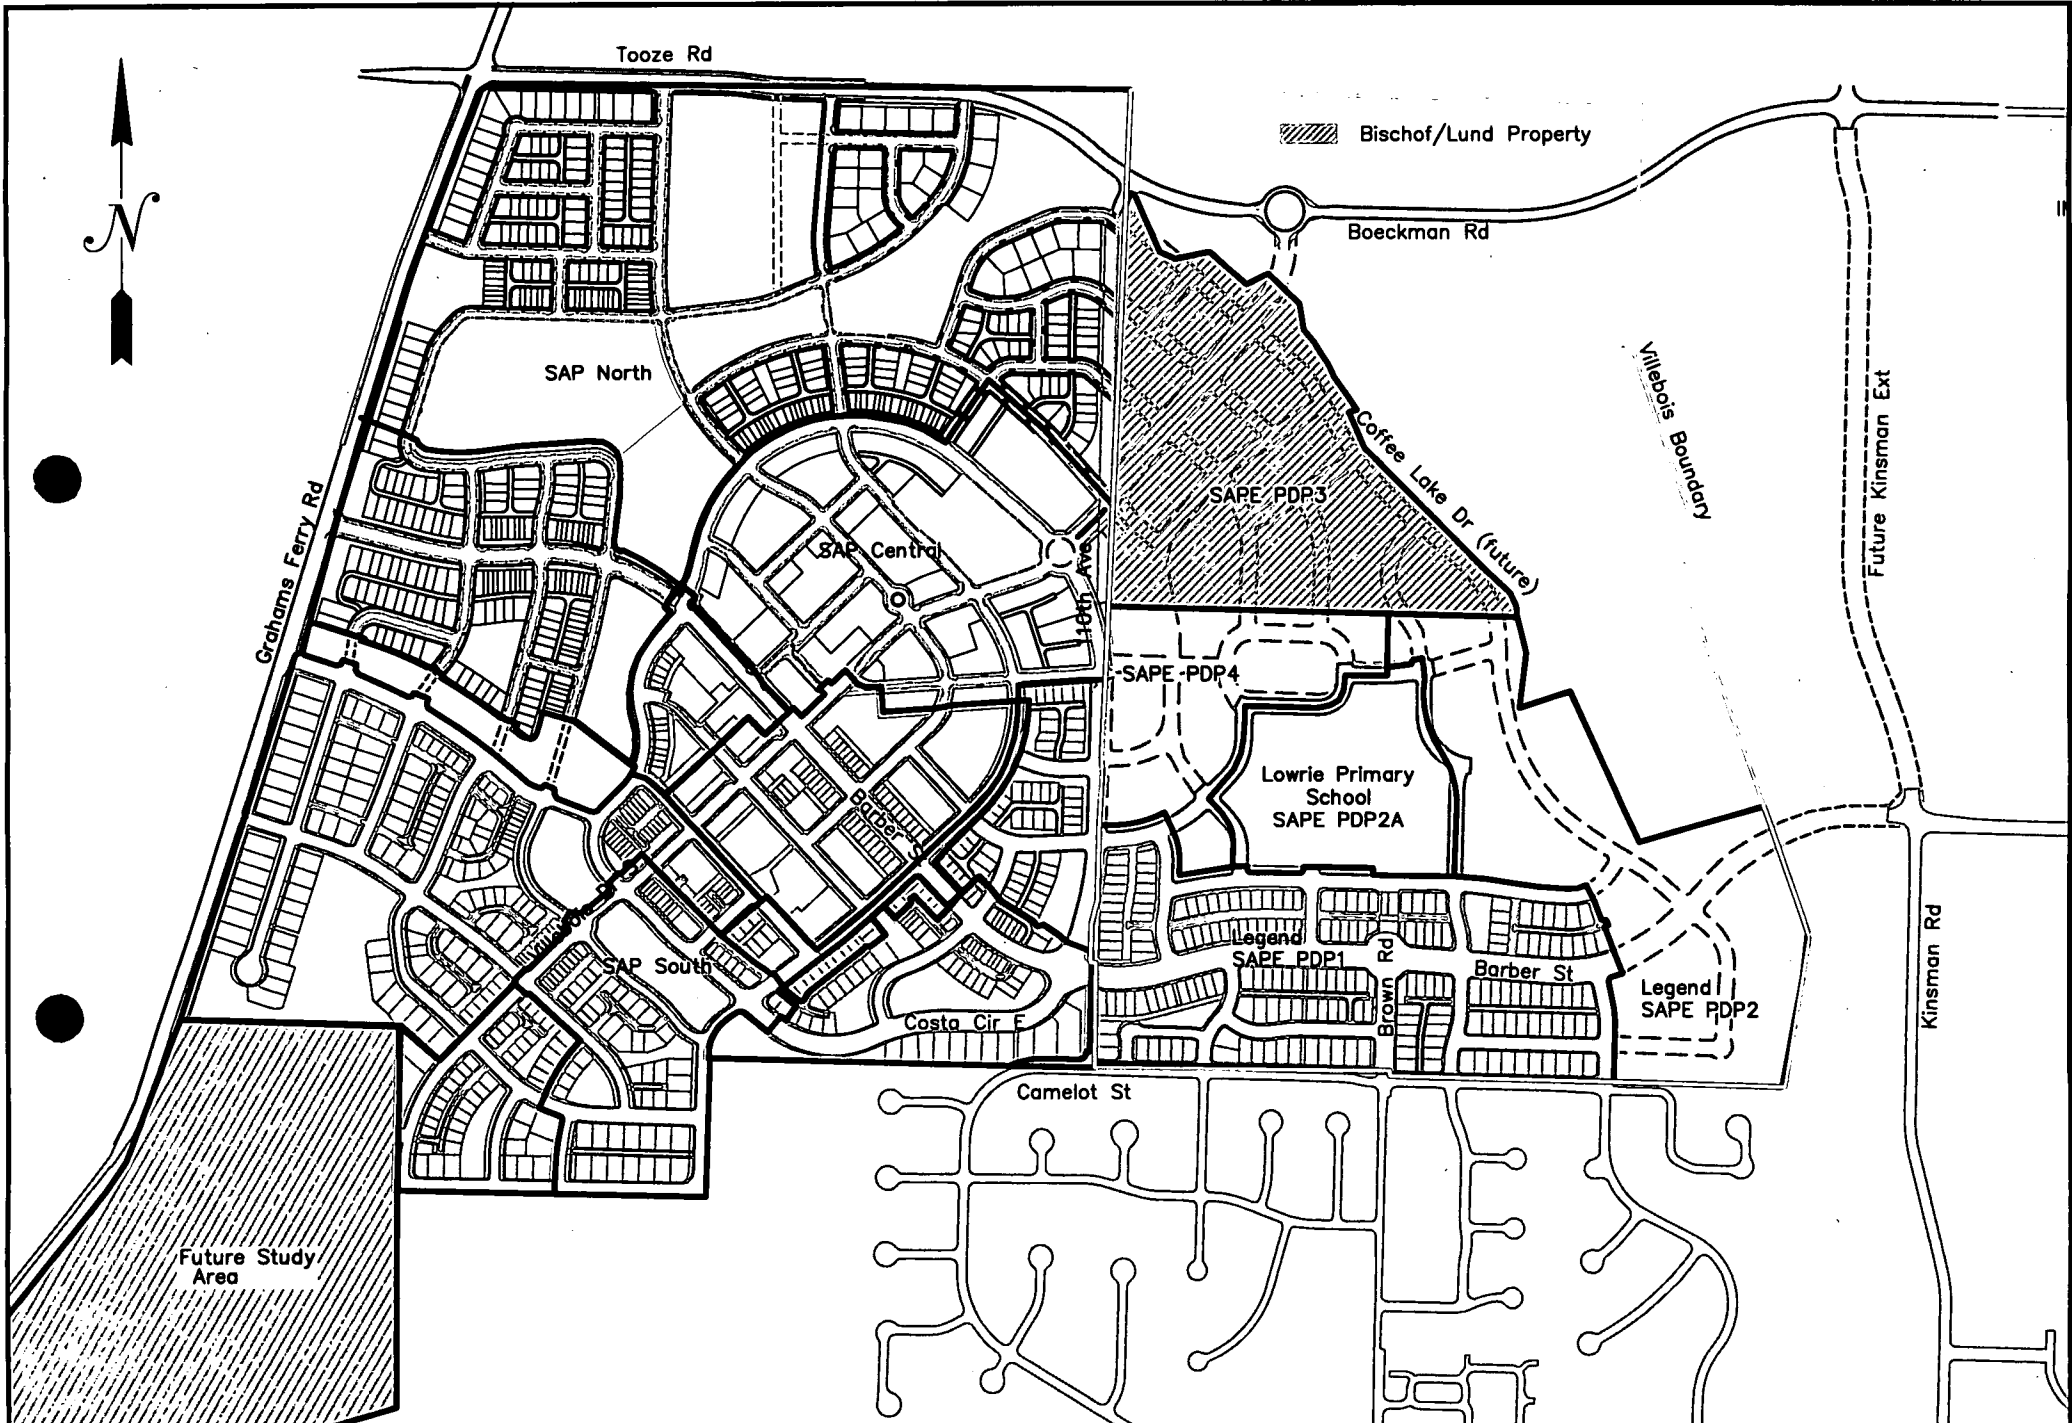 Tooze Rd
Bischof/Lund Property
N
Boeckman Rd
SAP North
Villebois Boundary
Future Kinsman Ext
Coffee Lake Dr (future)
SAPE PDP3
Grahams Ferry Rd
SAP Central
110th Ave
SAPE PDP4
Lowrie Primary
School
SAPE PDP2A
Barber
Legend
SAPE PDP1
Brown Rd
Barber St
SAP South
Legend
SAPE PDP2
Kinsman Rd
Costa Cir E
Camelot St
Future Study
Area